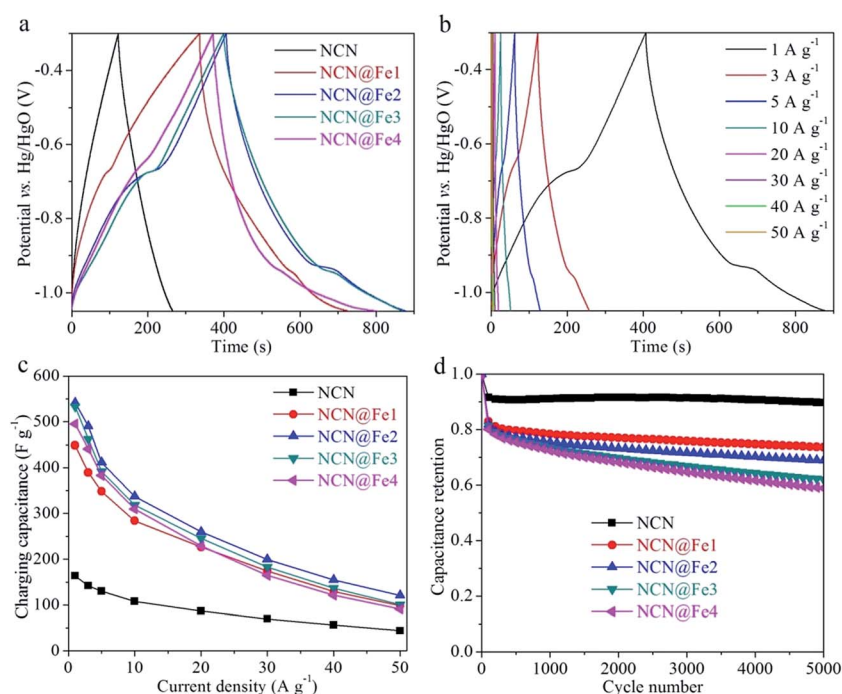 a
NCN
NCN@Fe1
NCN@Fe2
NCN@Fe3
NCN@Fe4
-0.4
-0.6
-0.8
-1.0
Potential vs. Hg/HgO (V)
0 200 400 600 800
Time (s)
b
1 A g⁻¹
3 A g⁻¹
5 A g⁻¹
10 A g⁻¹
20 A g⁻¹
30 A g⁻¹
40 A g⁻¹
50 A g⁻¹
-0.4
-0.6
-0.8
-1.0
Potential vs. Hg/HgO (V)
0 200 400 600 800
Time (s)
c
NCN
NCN@Fe1
NCN@Fe2
NCN@Fe3
NCN@Fe4
600
550
500
450
400
350
300
250
200
150
100
50
0
Charging capacitance (F g⁻¹)
0 10 20 30 40 50
Current density (A g⁻¹)
d
1.0
0.8
0.6
0.4
0.2
0.0
Capacitance retention
NCN
NCN@Fe1
NCN@Fe2
NCN@Fe3
NCN@Fe4
0 1000 2000 3000 4000 5000
Cycle number